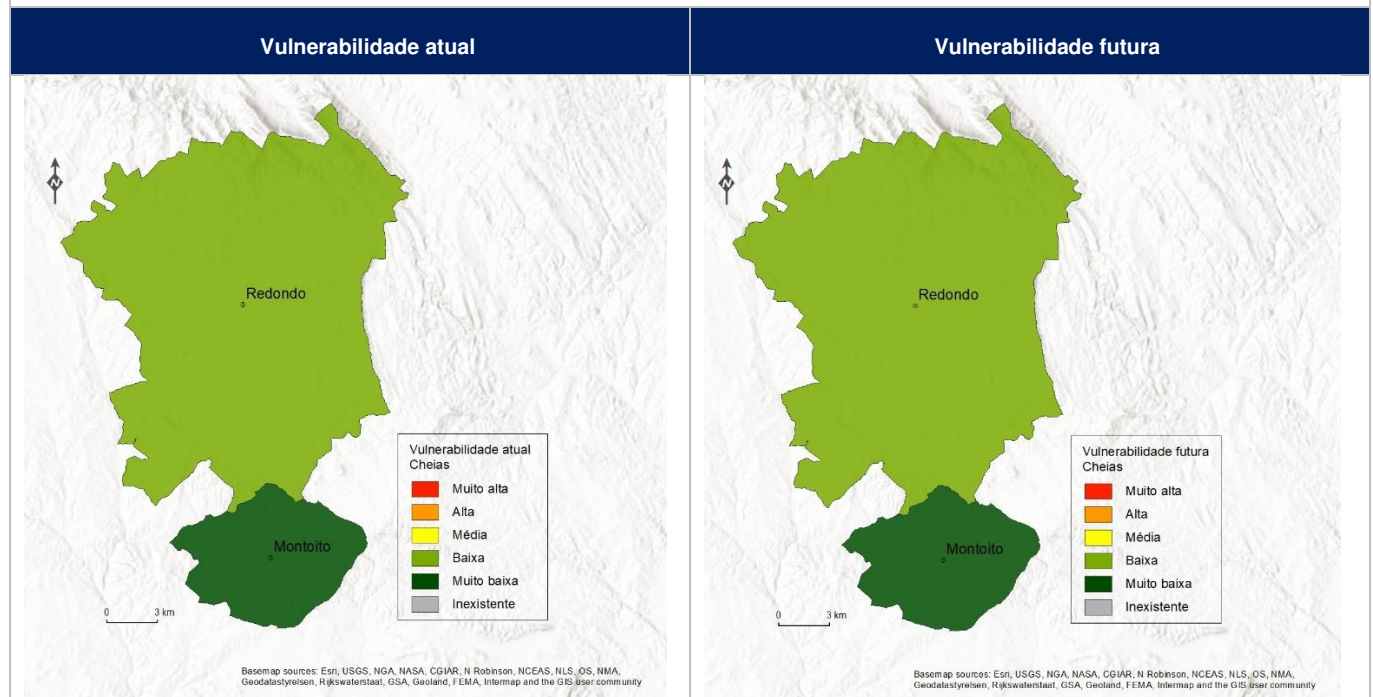 Vulnerabilidade atual
Vulnerabilidade futura
N
Redondo
Montoito
Vulnerabilidade atual
Cheias
Muito alta
Alta
Média
Baixa
Muito baixa
Inexistente
0 3 km
Basemap sources: Esri, USGS, NGA, NASA, CGIAR, N Robinson, NCEAS, NLS, OS, NMA,
Geodatastyrelsen, Rijkswaterstaat, GSA, Geoland, FEMA, Intermap and the GIS user community
N
Redondo
Montoito
Vulnerabilidade futura
Cheias
Muito alta
Alta
Média
Baixa
Muito baixa
Inexistente
0 3 km
Basemap sources: Esri, USGS, NGA, NASA, CGIAR, N Robinson, NCEAS, NLS, OS, NMA,
Geodatastyrelsen, Rijkswaterstaat, GSA, Geoland, FEMA, Intermap and the GIS user community